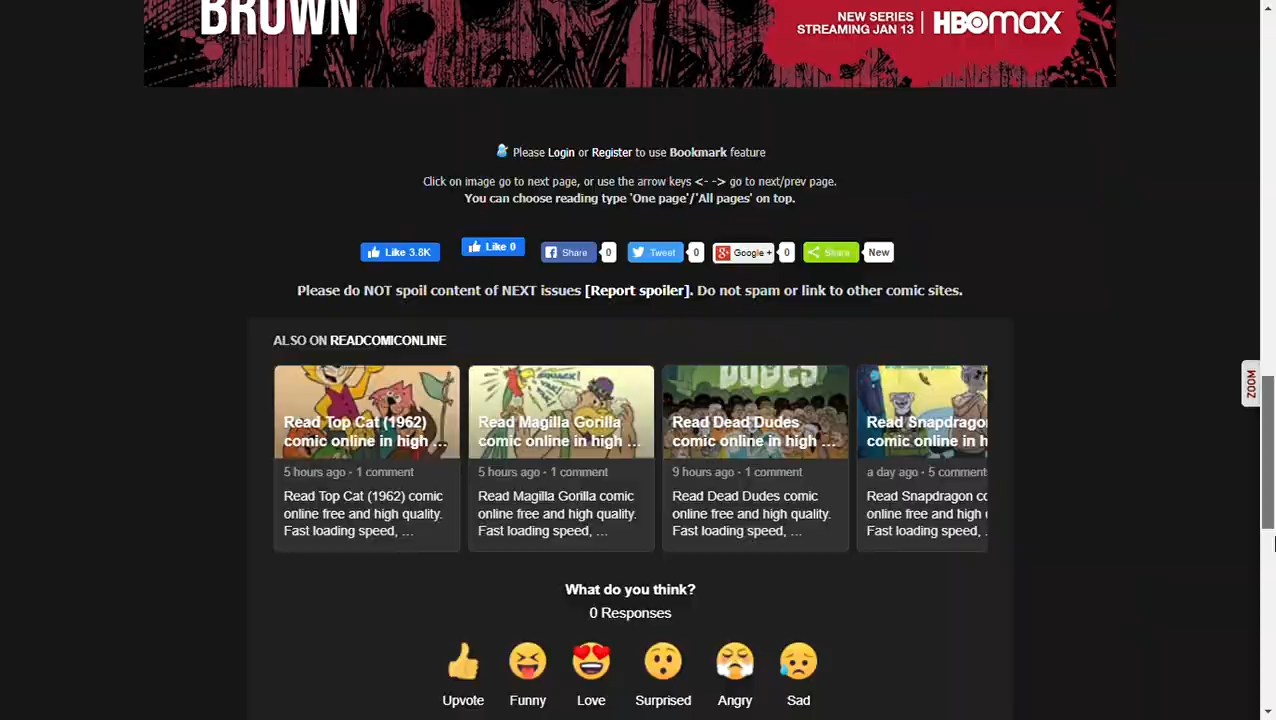 BROWN
NEW SERIES
STREAMING JAN 13
HBOMAX
Please Login or Register to use Bookmark feature
Click on image go to next page, or use the arrow keys <- -> go to next/prev page.
You can choose reading type 'One page'/'All pages' on top.
Like 3.8K
Like 0
Share 0
Tweet 0
Google + 0
Share New
Please do NOT spoil content of NEXT issues [Report spoiler]. Do not spam or link to other comic sites.
ZOOM
ALSO ON READCOMICONLINE
Read Top Cat (1962)
comic online in high ...
5 hours ago · 1 comment
Read Top Cat (1962) comic
online free and high quality.
Fast loading speed, ...
Read Magilla Gorilla
comic online in high ...
5 hours ago · 1 comment
Read Magilla Gorilla comic
online free and high quality.
Fast loading speed, ...
DUDES
Read Dead Dudes
comic online in high ...
9 hours ago · 1 comment
Read Dead Dudes comic
online free and high quality.
Fast loading speed, ...
Read Snapdragon
comic online in h
a day ago · 5 comment
Read Snapdragon co
online free and high
Fast loading speed, .
What do you think?
0 Responses
Upvote
Funny
Love
Surprised
Angry
Sad